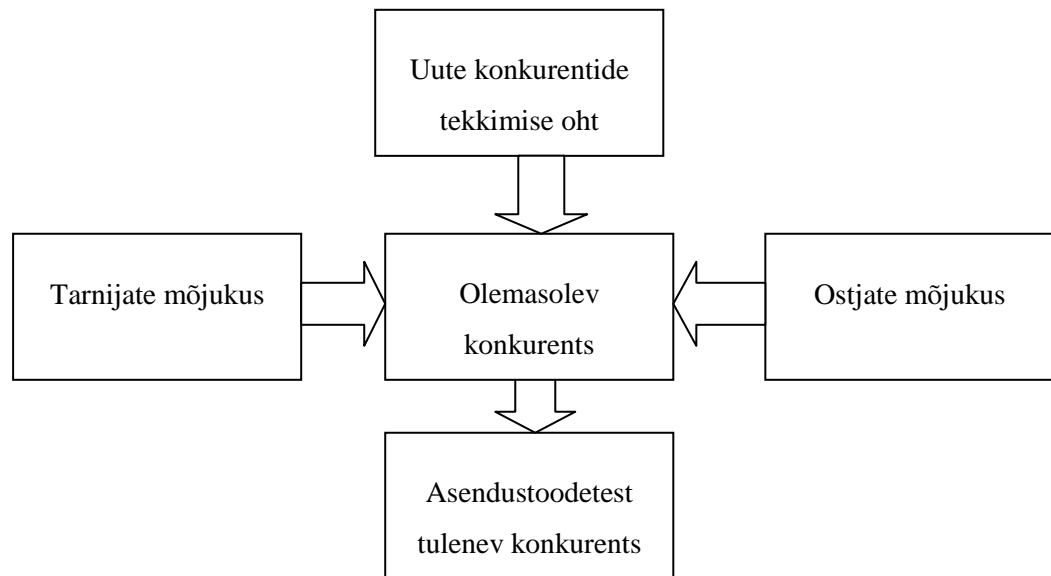 Uute konkurentide
tekkimise oht
Tarnijate mõjukus
Olemasolev
konkurents
Ostjate mõjukus
Asendustoodetest
tulenev konkurents